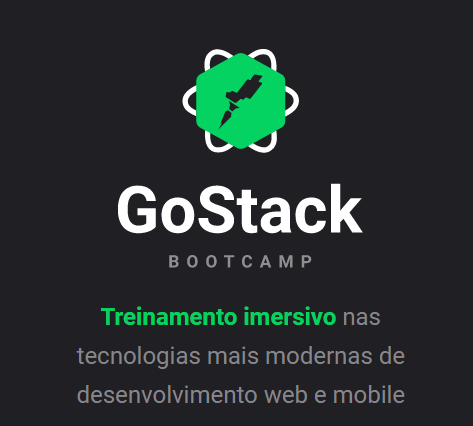 GoStack
BOOTCAMP
Treinamento imersivo nas
tecnologias mais modernas de
desenvolvimento web e mobile